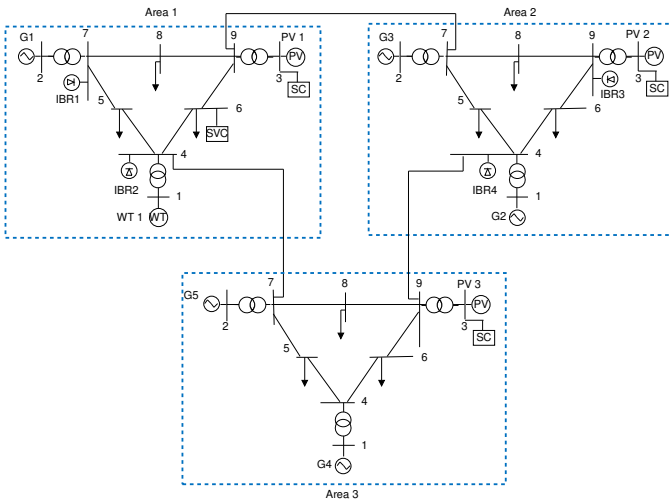 Area 1
Area 2
G1
7
8
9
PV 1
PV
2
3
SC
IBR1
5
6
SVC
4
IBR2
1
WT 1
WT
G3
7
8
9
PV 2
PV
2
3
SC
IBR3
5
6
4
IBR4
1
G2
G5
7
8
9
PV 3
PV
2
3
SC
5
6
4
1
G4
Area 3